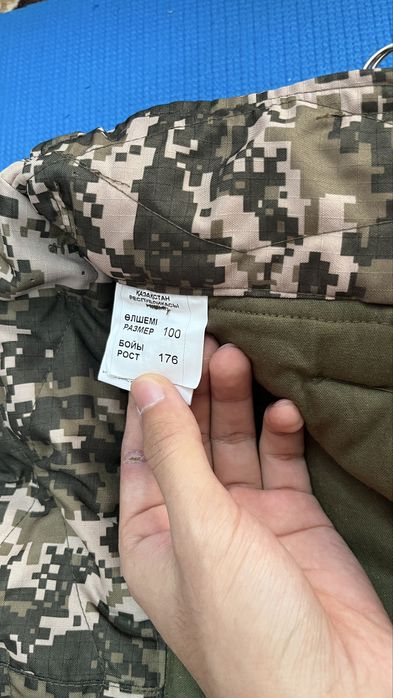 ҚАЗАҚСТАН
РЕСПУБЛИКАСЫ
ӨЛШЕМІ
РАЗМЕР 100
БОЙЫ
РОСТ 176